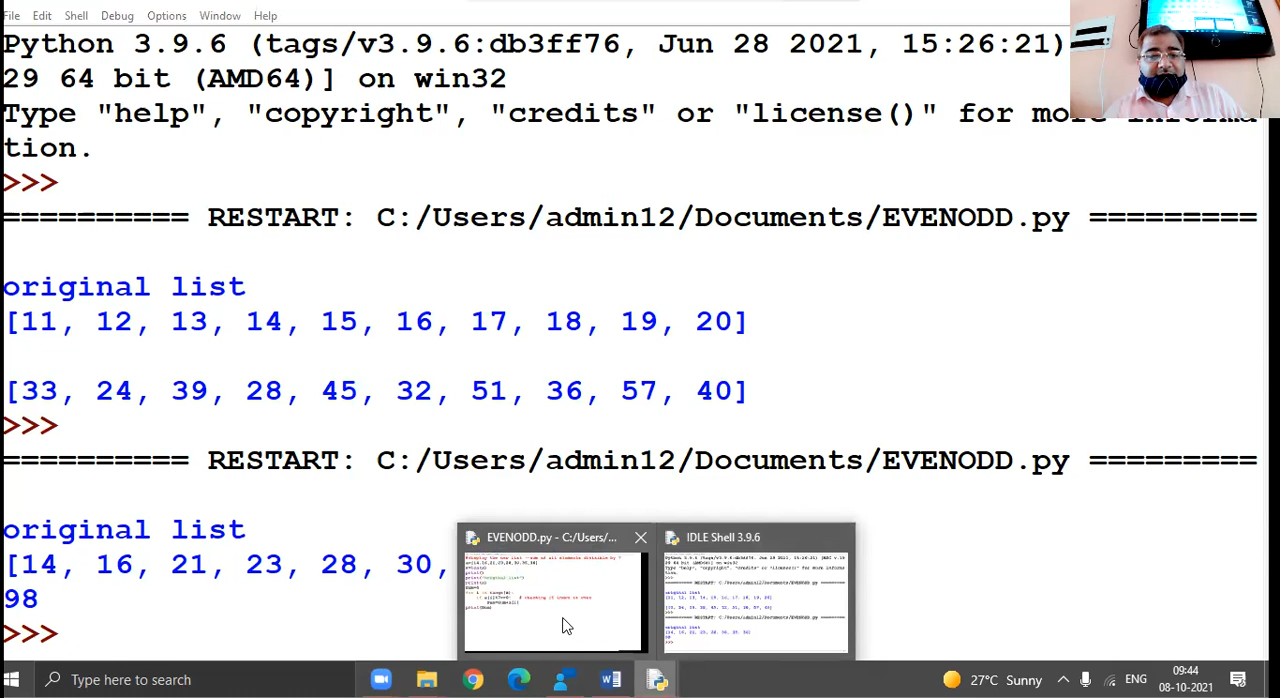 File Edit Shell Debug Options Window Help
Python 3.9.6 (tags/v3.9.6:db3ff76, Jun 28 2021, 15:26:21)
29 64 bit (AMD64)] on win32
Type "help", "copyright", "credits" or "license()" for more informa
tion.
>>>
========== RESTART: C:/Users/admin12/Documents/EVENODD.py =========
original list
[11, 12, 13, 14, 15, 16, 17, 18, 19, 20]
[33, 24, 39, 28, 45, 32, 51, 36, 57, 40]
>>>
========== RESTART: C:/Users/admin12/Documents/EVENODD.py =========
original list
[14, 16, 21, 23, 28, 30,
98
>>>
EVENODD.py - C:/Users/...
IDLE Shell 3.9.6
Type here to search
27°C Sunny
ENG
09:44
08-10-2021